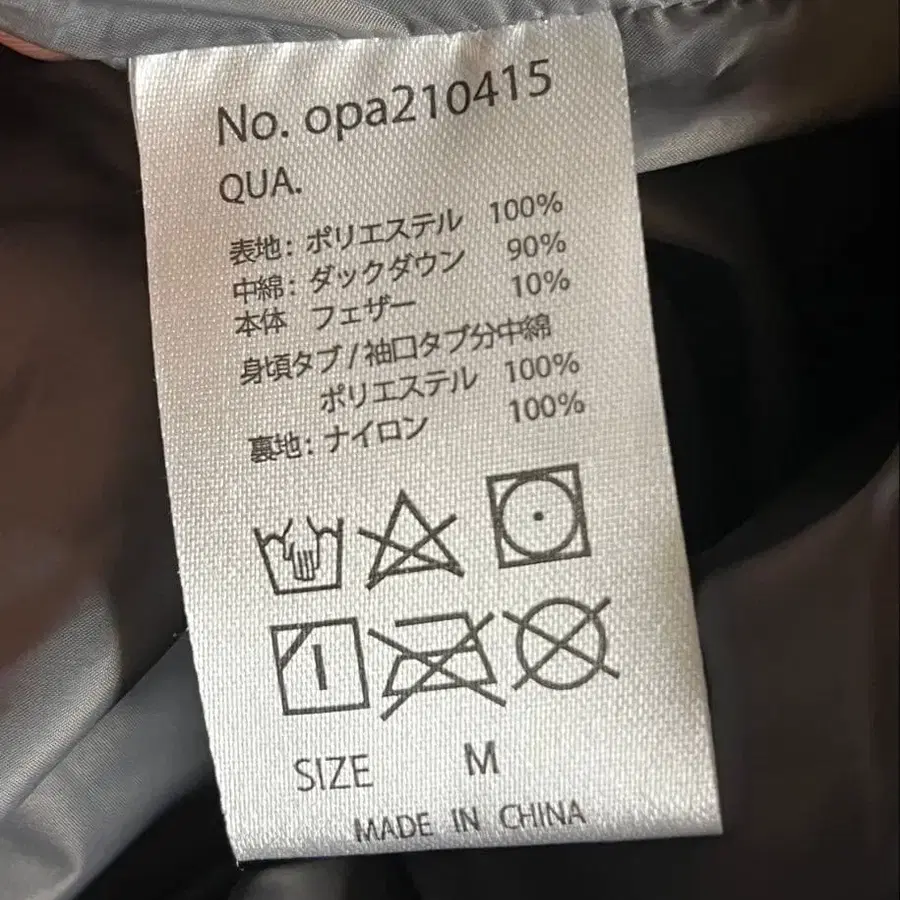 No. opa210415
QUA.
表地: ポリエステル 100%
中綿: ダックダウン 90%
本体 フェザー 10%
身頃タブ/袖口タブ分中綿
ポリエステル 100%
裏地: ナイロン 100%
SIZE M
MADE IN CHINA